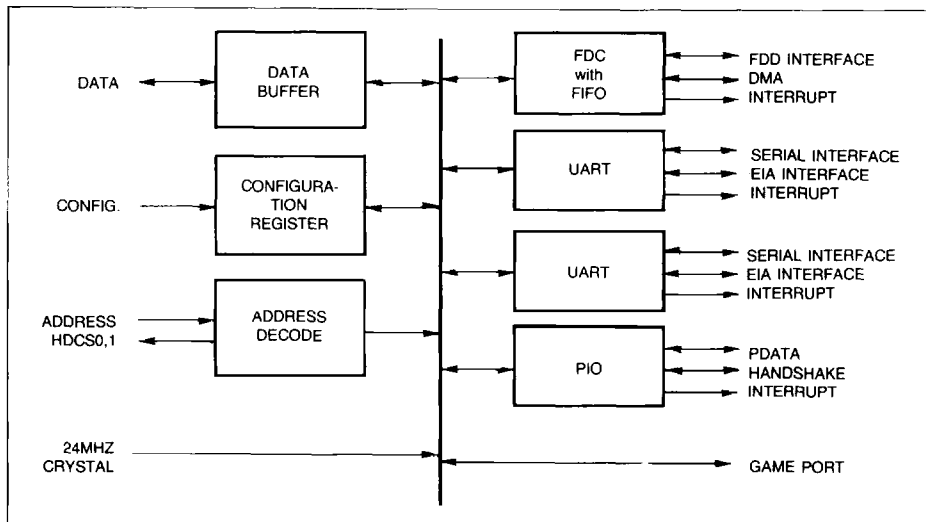 DATA
DATA
BUFFER
CONFIG.
CONFIGURA-
TION
REGISTER
ADDRESS
HDCS0,1
ADDRESS
DECODE
24MHZ
CRYSTAL
FDC
with
FIFO
FDD INTERFACE
DMA
INTERRUPT
UART
SERIAL INTERFACE
EIA INTERFACE
INTERRUPT
UART
SERIAL INTERFACE
EIA INTERFACE
INTERRUPT
PIO
PDATA
HANDSHAKE
INTERRUPT
GAME PORT